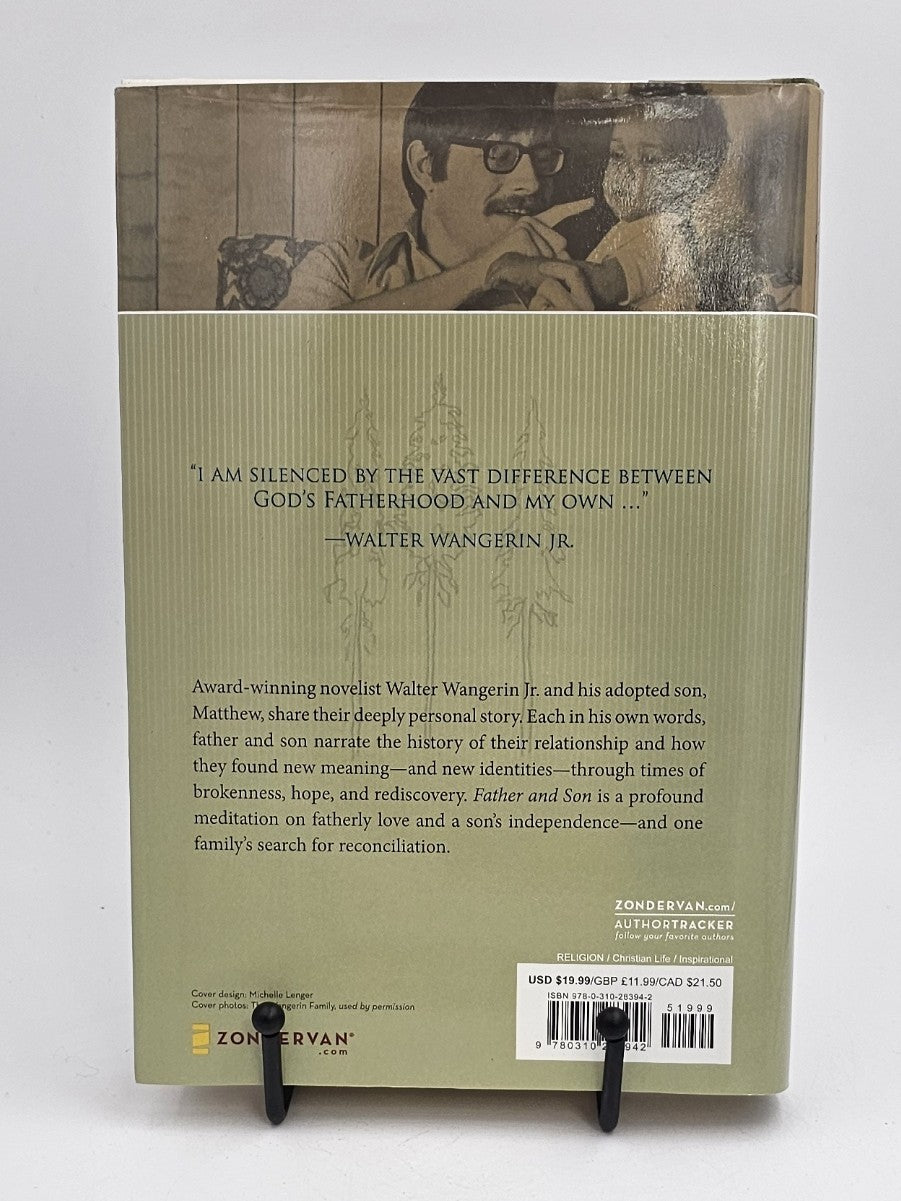 “I AM SILENCED BY THE VAST DIFFERENCE BETWEEN
GOD’S FATHERHOOD AND MY OWN ...”
—WALTER WANGERIN JR.
Award-winning novelist Walter Wangerin Jr. and his adopted son,
Matthew, share their deeply personal story. Each in his own words,
father and son narrate the history of their relationship and how
they found new meaning—and new identities—through times of
brokenness, hope, and rediscovery. Father and Son is a profound
meditation on fatherly love and a son’s independence—and one
family’s search for reconciliation.
ZONDERVAN.com/
AUTHORTRACKER
follow your favorite authors
RELIGION / Christian Life / Inspirational
USD $19.99/GBP £11.99/CAD $21.50
ISBN 978-0-310-28394-2
51999
9 780310 942
Cover design: Michelle Lenger
Cover photos: Wangerin Family, used by permission
ZONDERVAN®
.com